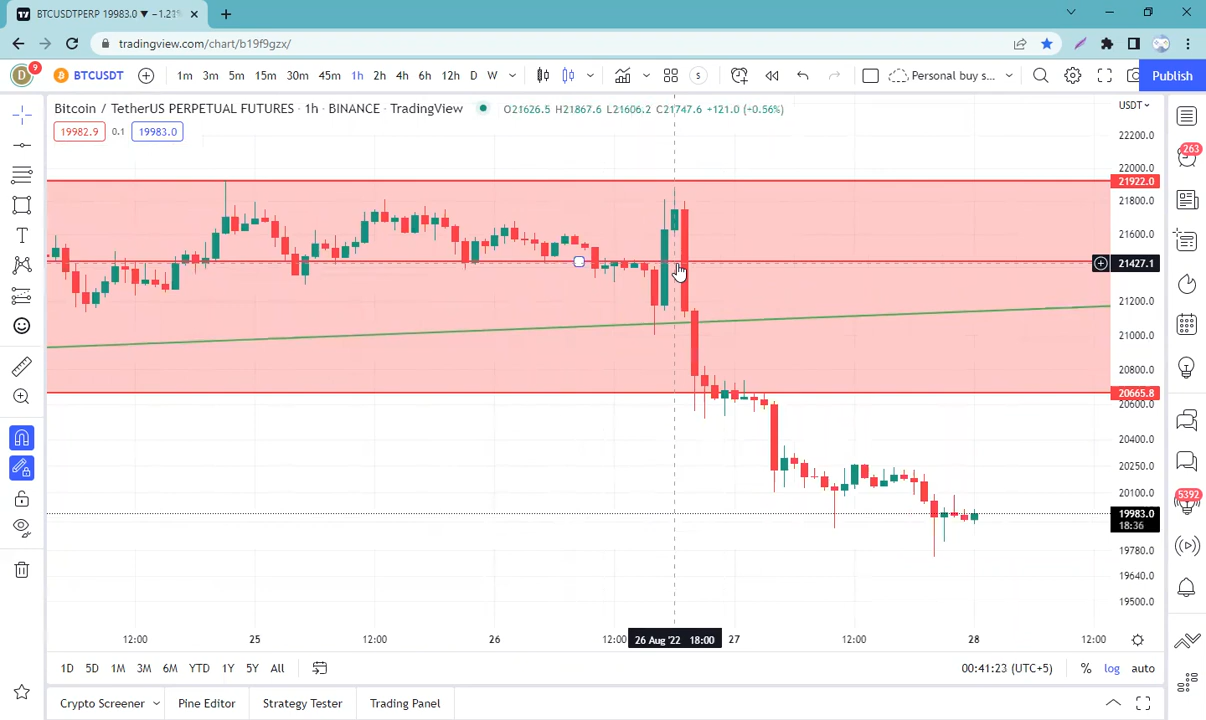 BTCUSDTPERP 19983.0 ▼ −1.21%
tradingview.com/chart/b19f9gzx/
D 9 BTCUSDT 1m 3m 5m 15m 30m 45m 1h 2h 4h 6h 12h D W S Personal buy s... Publish
Bitcoin / TetherUS PERPETUAL FUTURES · 1h · BINANCE · TradingView O21626.5 H21867.6 L21606.2 C21747.6 +121.0 (+0.56%) USDT
19982.9 0.1 19983.0
22200.0
263
22000.0
21922.0
21800.0
21600.0
21427.1
21200.0
21000.0
20800.0
20665.8
20600.0
20400.0
20250.0
20100.0
5392
19983.0
18:36
19780.0
19640.0
19500.0
12:00 25 12:00 26 12:00 26 Aug '22 18:00 27 12:00 28 12:00
1D 5D 1M 3M 6M YTD 1Y 5Y All 00:41:23 (UTC+5) % log auto
Crypto Screener Pine Editor Strategy Tester Trading Panel